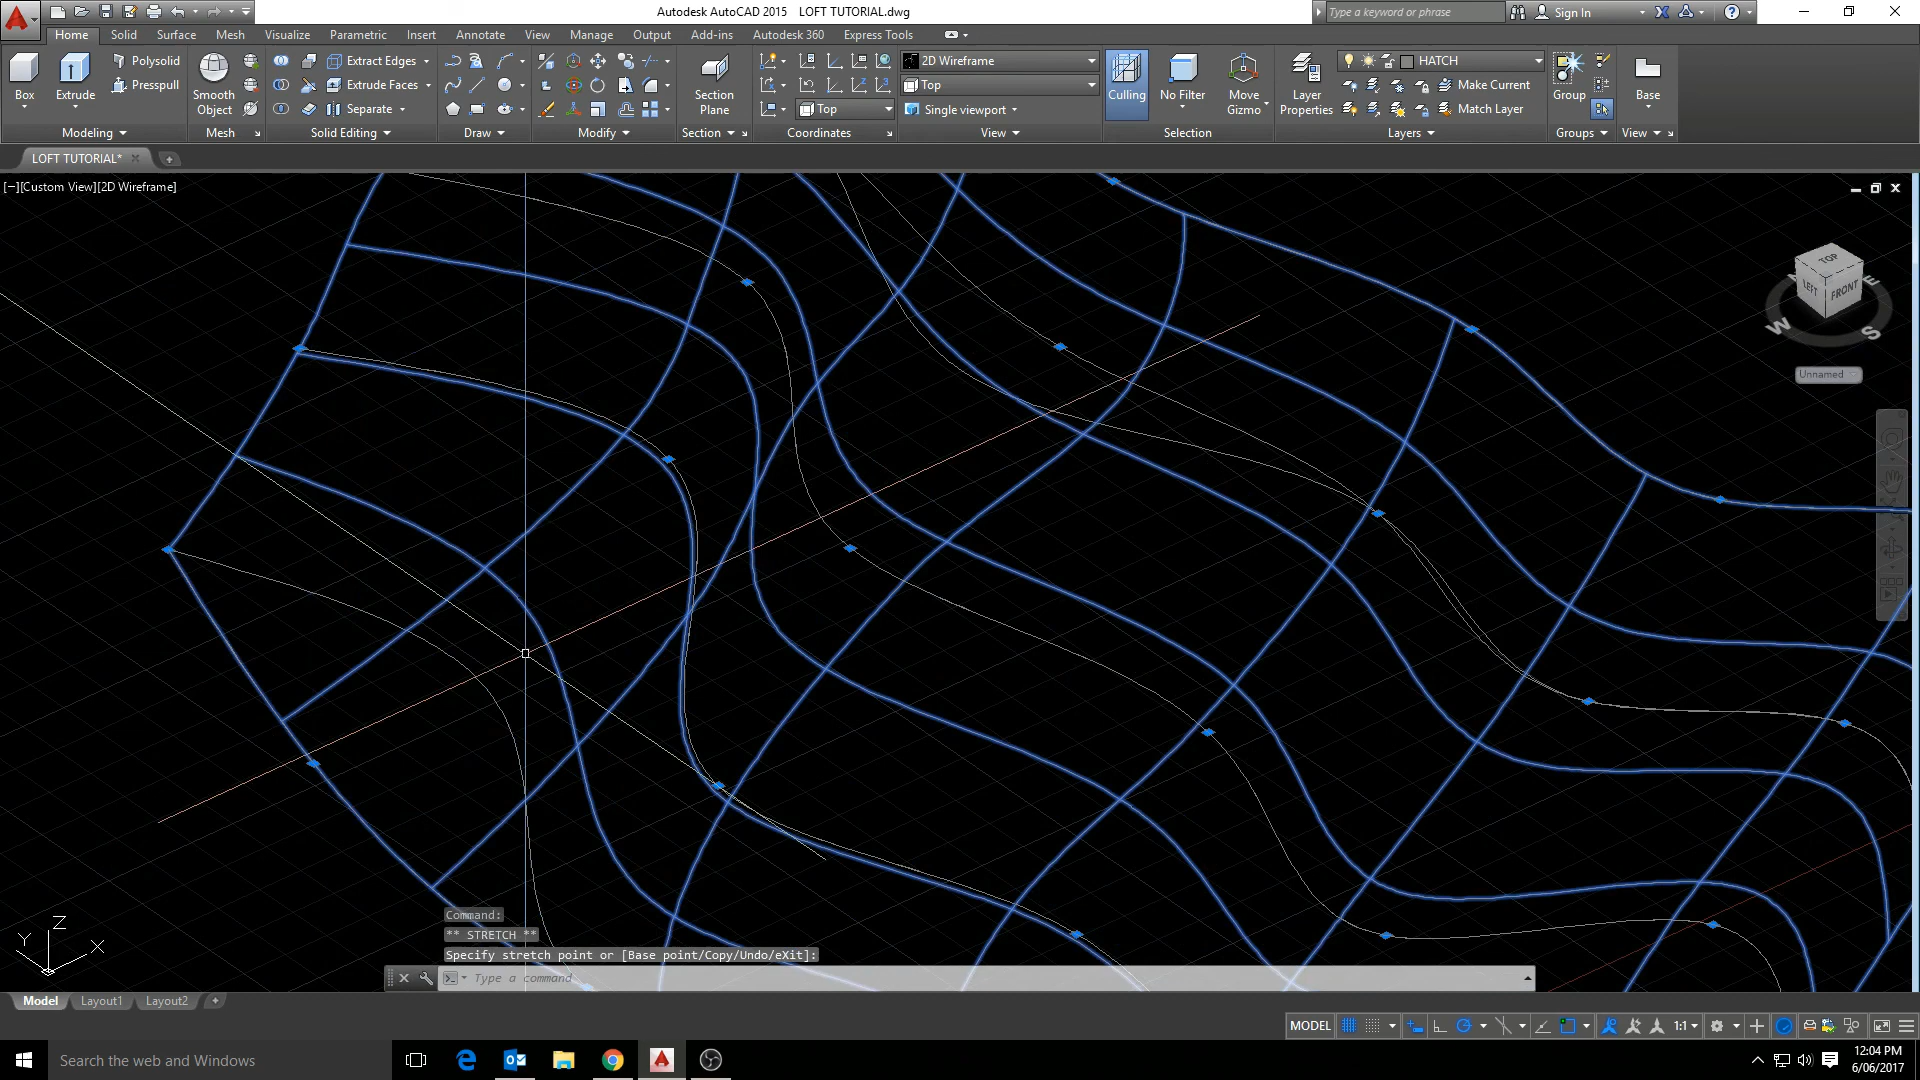 Autodesk AutoCAD 2015 LOFT TUTORIAL.dwg
Type a keyword or phrase
Sign In
Home Solid Surface Mesh Visualize Parametric Insert Annotate View Manage Output Add-ins Autodesk 360 Express Tools
Box
Extrude
Polysolid
Presspull
Smooth Object
Extract Edges
Extrude Faces
Separate
Section Plane
Top
2D Wireframe
Top
Single viewport
Culling
No Filter
Move Gizmo
Layer Properties
HATCH
Make Current
Match Layer
Group
Base
Modeling Mesh Solid Editing Draw Modify Section Coordinates View Selection Layers Groups View
LOFT TUTORIAL*
[−][Custom View][2D Wireframe]
TOP
LEFT FRONT
E
W S
Unnamed
Z
Y X
Command:
** STRETCH **
Specify stretch point or [Base point/Copy/Undo/eXit]:
Type a command
Model Layout1 Layout2
MODEL
1:1
Search the web and Windows
12:04 PM
6/06/2017